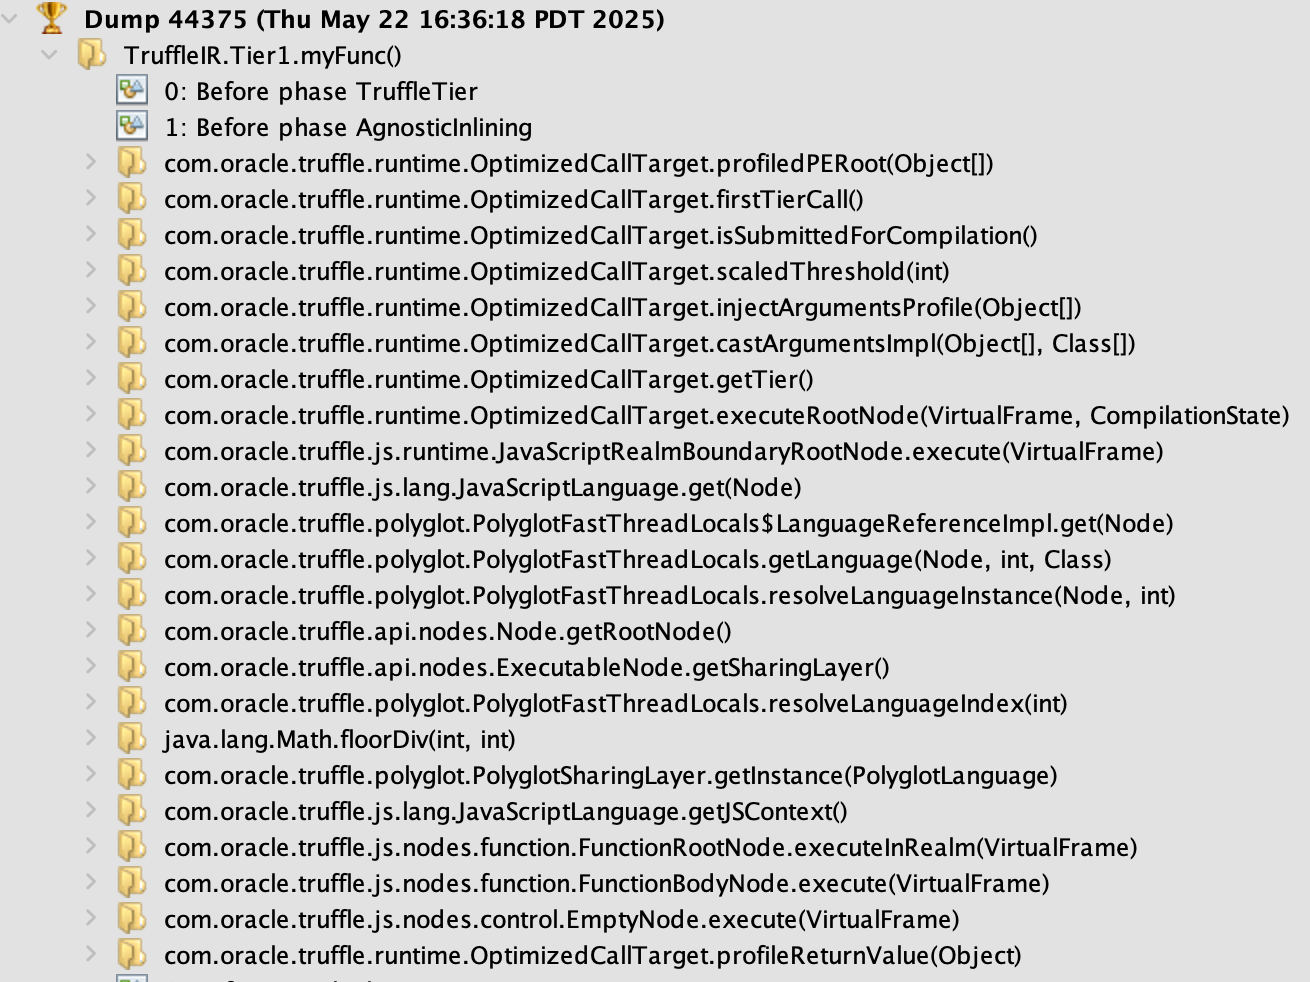 Dump 44375 (Thu May 22 16:36:18 PDT 2025)
TruffleIR.Tier1.myFunc()
0: Before phase TruffleTier
1: Before phase AgnosticInlining
com.oracle.truffle.runtime.OptimizedCallTarget.profiledPERoot(Object[])
com.oracle.truffle.runtime.OptimizedCallTarget.firstTierCall()
com.oracle.truffle.runtime.OptimizedCallTarget.isSubmittedForCompilation()
com.oracle.truffle.runtime.OptimizedCallTarget.scaledThreshold(int)
com.oracle.truffle.runtime.OptimizedCallTarget.injectArgumentsProfile(Object[])
com.oracle.truffle.runtime.OptimizedCallTarget.castArgumentsImpl(Object[], Class[])
com.oracle.truffle.runtime.OptimizedCallTarget.getTier()
com.oracle.truffle.runtime.OptimizedCallTarget.executeRootNode(VirtualFrame, CompilationState)
com.oracle.truffle.js.runtime.JavaScriptRealmBoundaryRootNode.execute(VirtualFrame)
com.oracle.truffle.js.lang.JavaScriptLanguage.get(Node)
com.oracle.truffle.polyglot.PolyglotFastThreadLocals$LanguageReferenceImpl.get(Node)
com.oracle.truffle.polyglot.PolyglotFastThreadLocals.getLanguage(Node, int, Class)
com.oracle.truffle.polyglot.PolyglotFastThreadLocals.resolveLanguageInstance(Node, int)
com.oracle.truffle.api.nodes.Node.getRootNode()
com.oracle.truffle.api.nodes.ExecutableNode.getSharingLayer()
com.oracle.truffle.polyglot.PolyglotFastThreadLocals.resolveLanguageIndex(int)
java.lang.Math.floorDiv(int, int)
com.oracle.truffle.polyglot.PolyglotSharingLayer.getInstance(PolyglotLanguage)
com.oracle.truffle.js.lang.JavaScriptLanguage.getJSContext()
com.oracle.truffle.js.nodes.function.FunctionRootNode.executeInRealm(VirtualFrame)
com.oracle.truffle.js.nodes.function.FunctionBodyNode.execute(VirtualFrame)
com.oracle.truffle.js.nodes.control.EmptyNode.execute(VirtualFrame)
com.oracle.truffle.runtime.OptimizedCallTarget.profileReturnValue(Object)